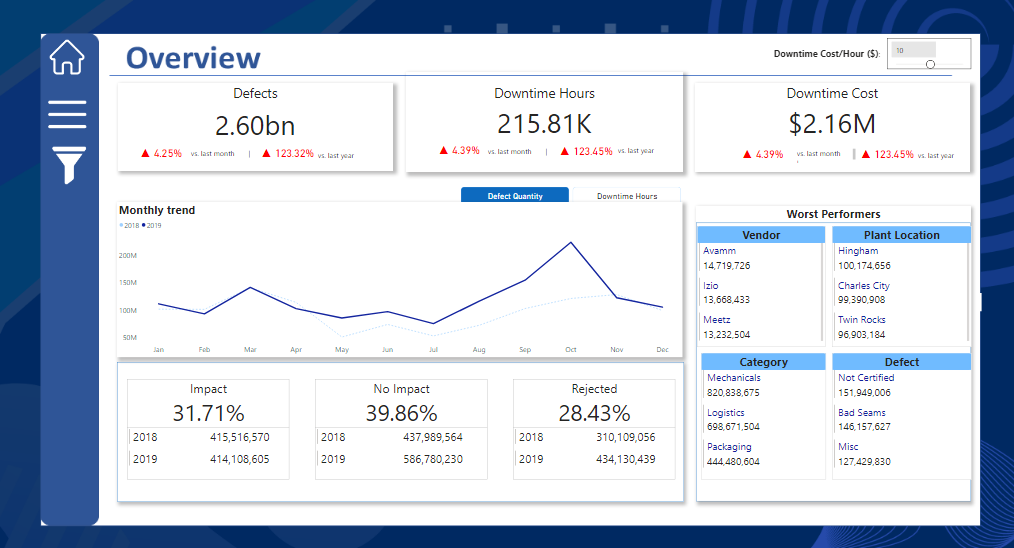 Overview
Downtime Cost/Hour ($):
10
Defects
2.60bn
▲ 4.25% vs. last month | ▲ 123.32% vs. last year
Downtime Hours
215.81K
▲ 4.39% vs. last month | ▲ 123.45% vs. last year
Downtime Cost
$2.16M
▲ 4.39% vs. last month | ▲ 123.45% vs. last year
Defect Quantity
Downtime Hours
Monthly trend
2018 2019
200M
150M
100M
50M
Jan Feb Mar Apr May Jun Jul Aug Sep Oct Nov Dec
Impact
31.71%
2018 415,516,570
2019 414,108,605
No Impact
39.86%
2018 437,989,564
2019 586,780,230
Rejected
28.43%
2018 310,109,056
2019 434,130,439
Worst Performers
Vendor
Avamm
14,719,726
Izio
13,668,433
Meetz
13,232,504
Plant Location
Hingham
100,174,656
Charles City
99,390,908
Twin Rocks
96,903,184
Category
Mechanicals
820,838,675
Logistics
698,671,504
Packaging
444,480,604
Defect
Not Certified
151,949,006
Bad Seams
146,157,627
Misc
127,429,830